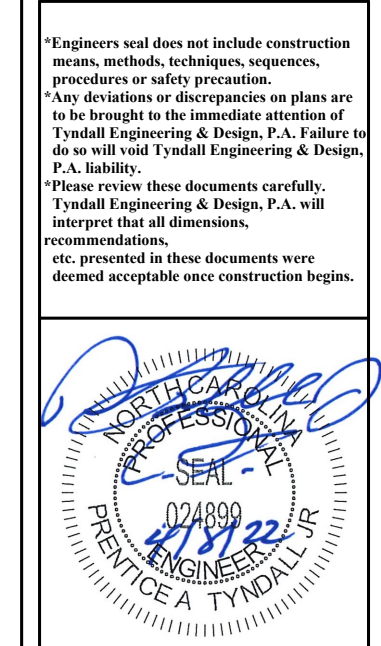 *Engineers seal does not include construction
means, methods, techniques, sequences,
procedures or safety precaution.
*Any deviations or discrepancies on plans are
to be brought to the immediate attention of
Tyndall Engineering & Design, P.A. Failure to
do so will void Tyndall Engineering & Design,
P.A. liability.
*Please review these documents carefully.
Tyndall Engineering & Design, P.A. will
interpret that all dimensions,
recommendations,
etc. presented in these documents were
deemed acceptable once construction begins.
NORTH CAROLINA
PROFESSIONAL
SEAL
024899
4/8/22
ENGINEER
PRENTICE A TYNDALL JR